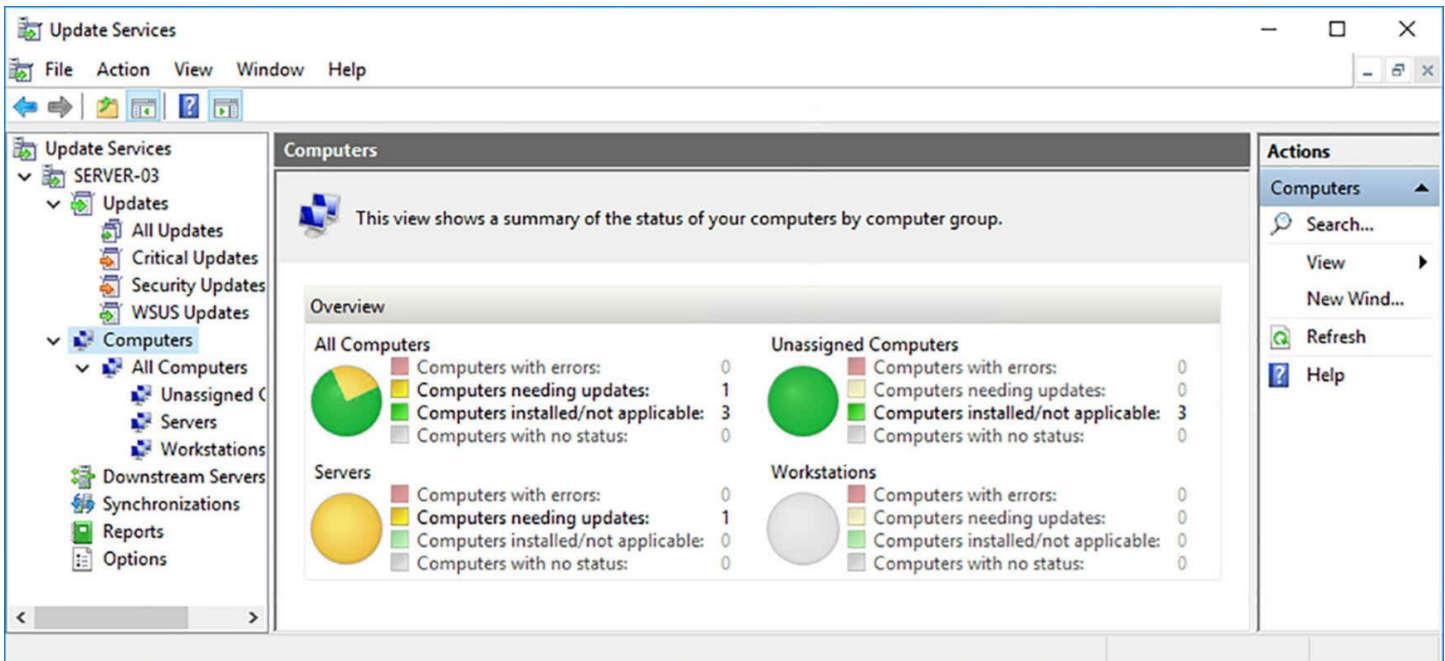 Update Services
File Action View Window Help
Update Services
SERVER-03
Updates
All Updates
Critical Updates
Security Updates
WSUS Updates
Computers
All Computers
Unassigned C
Servers
Workstations
Downstream Servers
Synchronizations
Reports
Options
Computers
This view shows a summary of the status of your computers by computer group.
Overview
All Computers
Computers with errors: 0
Computers needing updates: 1
Computers installed/not applicable: 3
Computers with no status: 0
Unassigned Computers
Computers with errors: 0
Computers needing updates: 0
Computers installed/not applicable: 3
Computers with no status: 0
Servers
Computers with errors: 0
Computers needing updates: 1
Computers installed/not applicable: 0
Computers with no status: 0
Workstations
Computers with errors: 0
Computers needing updates: 0
Computers installed/not applicable: 0
Computers with no status: 0
Actions
Computers
Search...
View
New Wind...
Refresh
Help